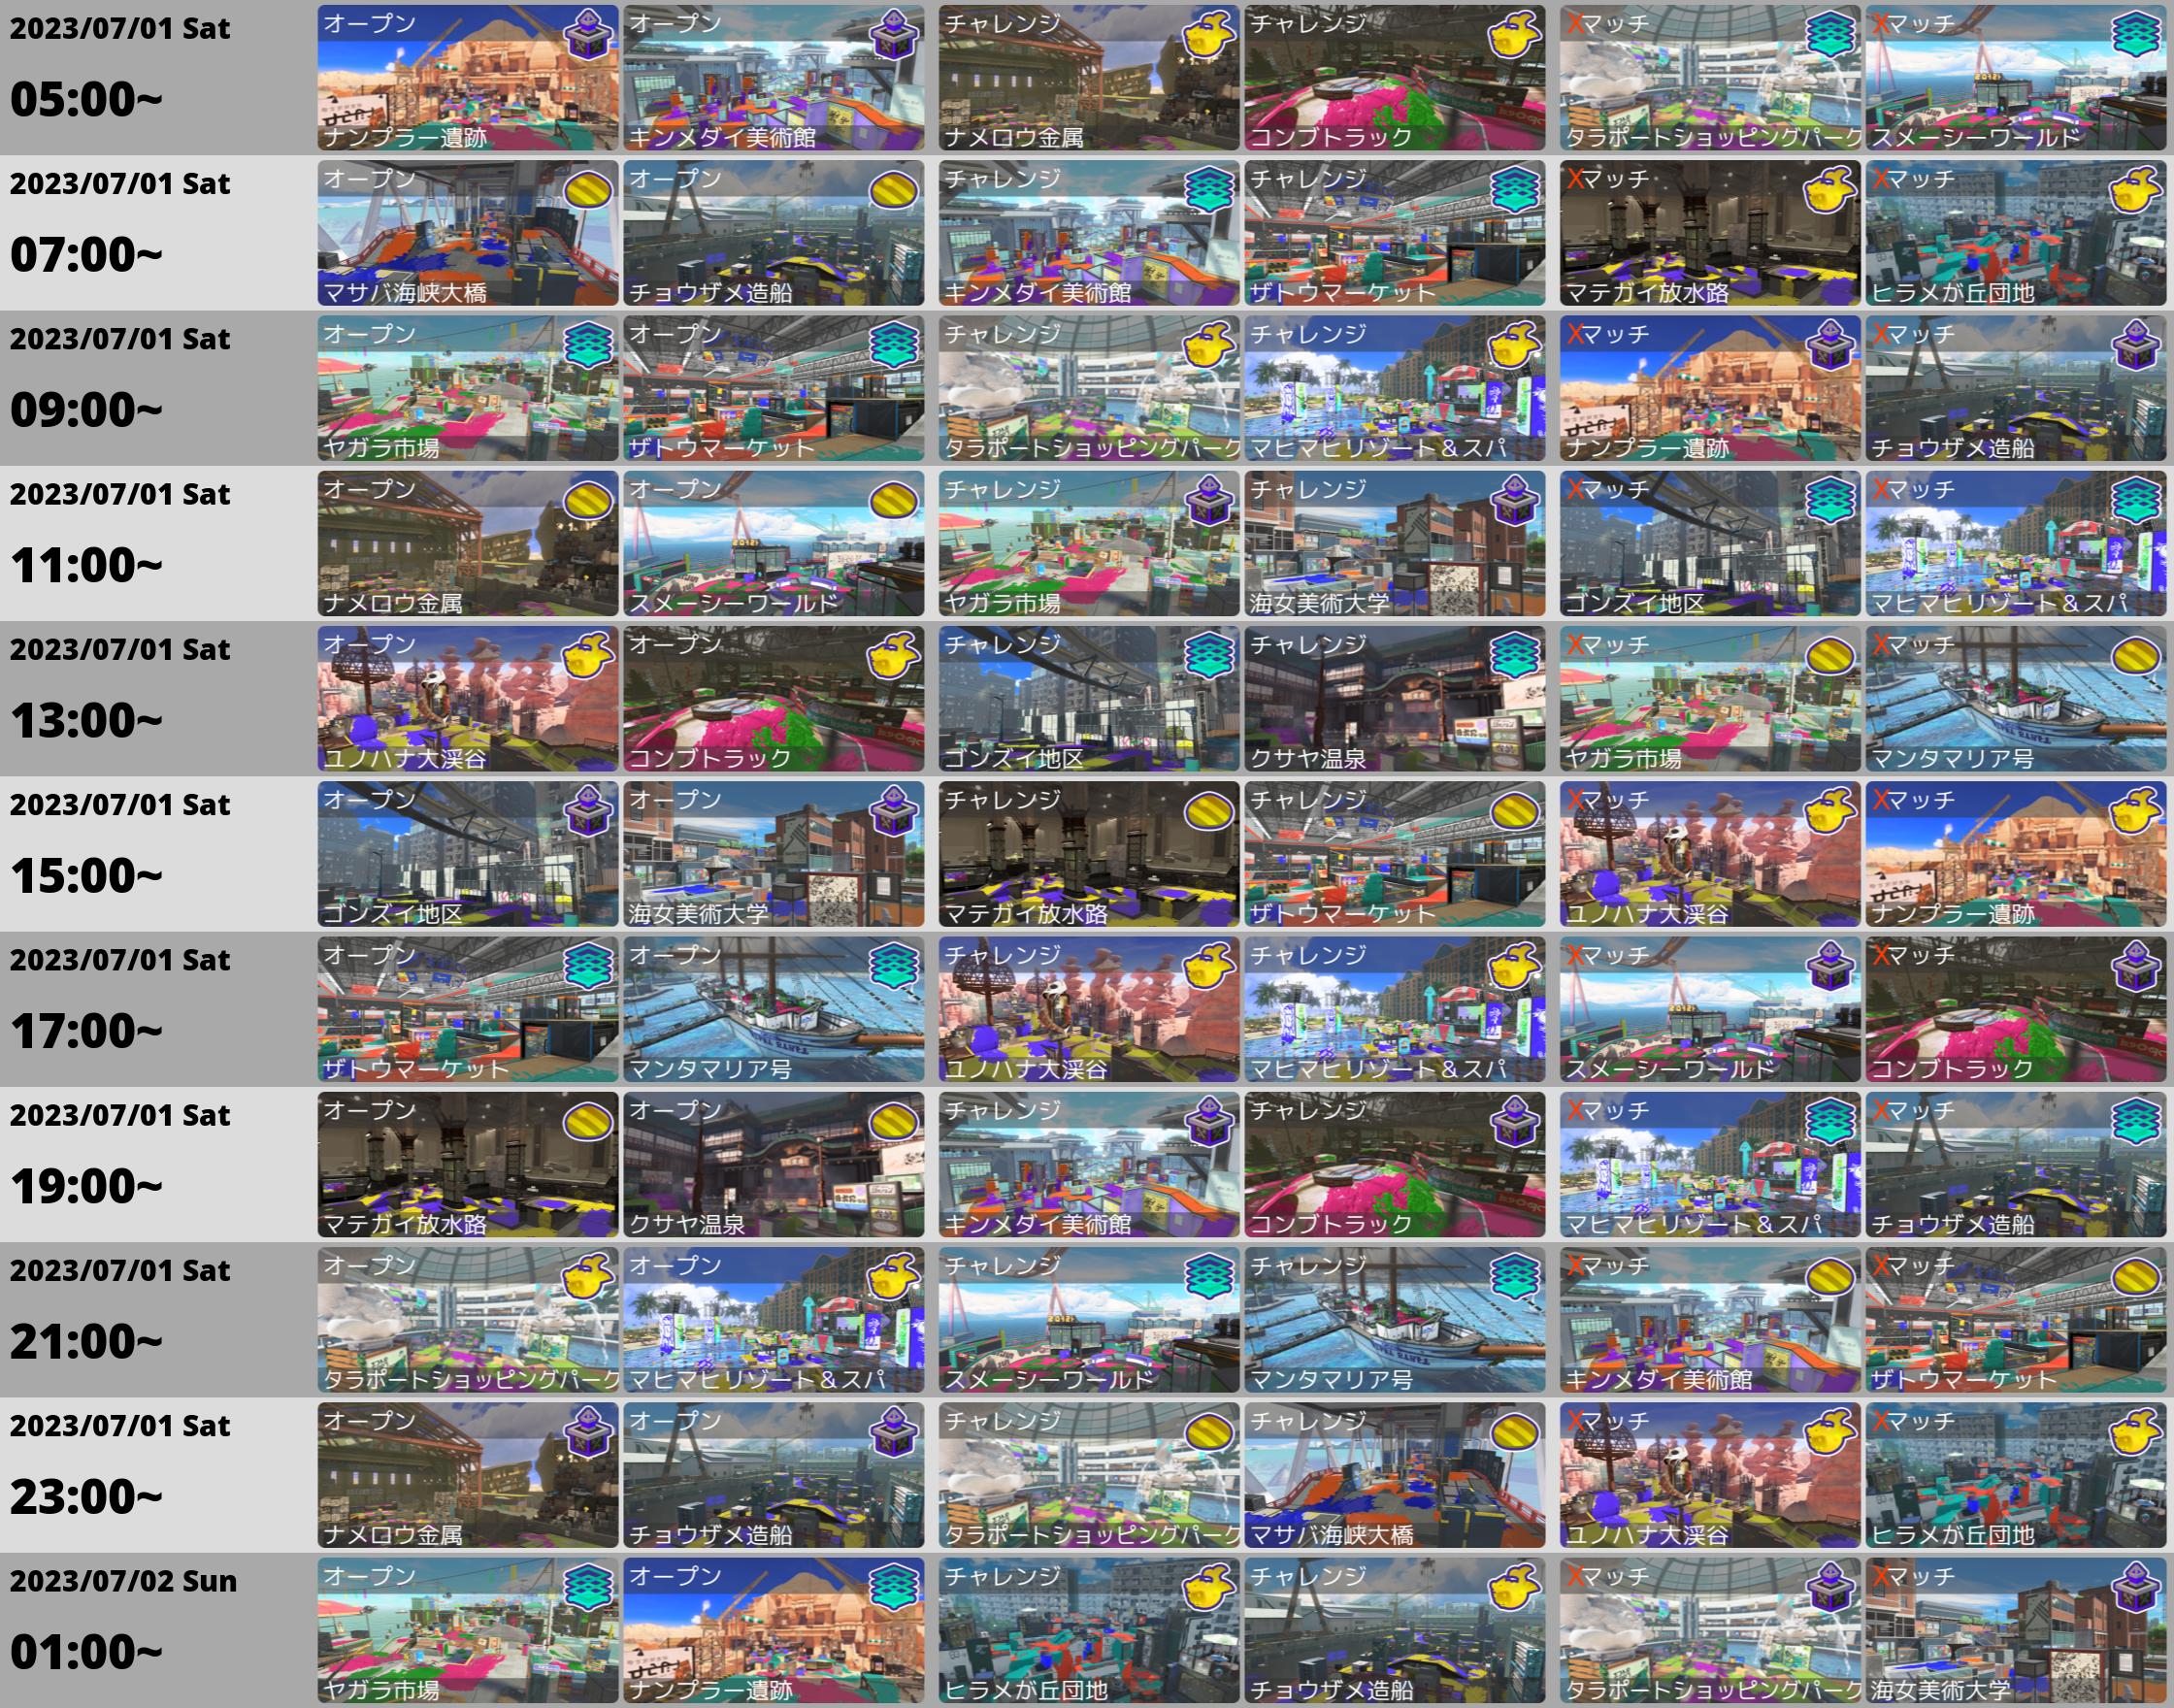 2023/07/01 Sat
05:00~
オープン オープン チャレンジ チャレンジ Xマッチ Xマッチ
ナンプラー遺跡 キンメダイ美術館 ナメロウ金属 コンブトラック タラポートショッピングパーク スメーシーワールド
2023/07/01 Sat
07:00~
オープン オープン チャレンジ チャレンジ Xマッチ Xマッチ
マサバ海峡大橋 チョウザメ造船 キンメダイ美術館 ザトウマーケット マテガイ放水路 ヒラメが丘団地
2023/07/01 Sat
09:00~
オープン オープン チャレンジ チャレンジ Xマッチ Xマッチ
ヤガラ市場 ザトウマーケット タラポートショッピングパーク マヒマヒリゾート&スパ ナンプラー遺跡 チョウザメ造船
2023/07/01 Sat
11:00~
オープン オープン チャレンジ チャレンジ Xマッチ Xマッチ
ナメロウ金属 スメーシーワールド ヤガラ市場 海女美術大学 ゴンズイ地区 マヒマヒリゾート&スパ
2023/07/01 Sat
13:00~
オープン オープン チャレンジ チャレンジ Xマッチ Xマッチ
ユノハナ大渓谷 コンブトラック ゴンズイ地区 クサヤ温泉 ヤガラ市場 マンタマリア号
2023/07/01 Sat
15:00~
オープン オープン チャレンジ チャレンジ Xマッチ Xマッチ
ゴンズイ地区 海女美術大学 マテガイ放水路 ザトウマーケット ユノハナ大渓谷 ナンプラー遺跡
2023/07/01 Sat
17:00~
オープン オープン チャレンジ チャレンジ Xマッチ Xマッチ
ザトウマーケット マンタマリア号 ユノハナ大渓谷 マヒマヒリゾート&スパ スメーシーワールド コンブトラック
2023/07/01 Sat
19:00~
オープン オープン チャレンジ チャレンジ Xマッチ Xマッチ
マテガイ放水路 クサヤ温泉 キンメダイ美術館 コンブトラック マヒマヒリゾート&スパ チョウザメ造船
2023/07/01 Sat
21:00~
オープン オープン チャレンジ チャレンジ Xマッチ Xマッチ
タラポートショッピングパーク マヒマヒリゾート&スパ スメーシーワールド マンタマリア号 キンメダイ美術館 ザトウマーケット
2023/07/01 Sat
23:00~
オープン オープン チャレンジ チャレンジ Xマッチ Xマッチ
ナメロウ金属 チョウザメ造船 タラポートショッピングパーク マサバ海峡大橋 ユノハナ大渓谷 ヒラメが丘団地
2023/07/02 Sun
01:00~
オープン オープン チャレンジ チャレンジ Xマッチ Xマッチ
ヤガラ市場 ナンプラー遺跡 ヒラメが丘団地 チョウザメ造船 タラポートショッピングパーク 海女美術大学